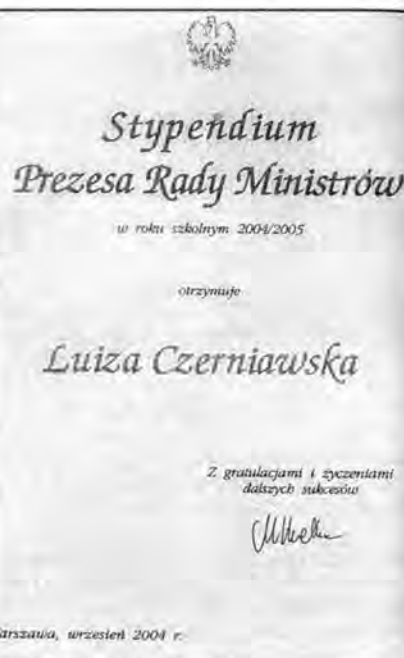 Stypendium
Prezesa Rady Ministrów
w roku szkolnym 2004/2005
otrzymuje
Luiza Czerniawska
Z gratulacjami i życzeniami
dalszych sukcesów
arszawa, wrzesień 2004 r.